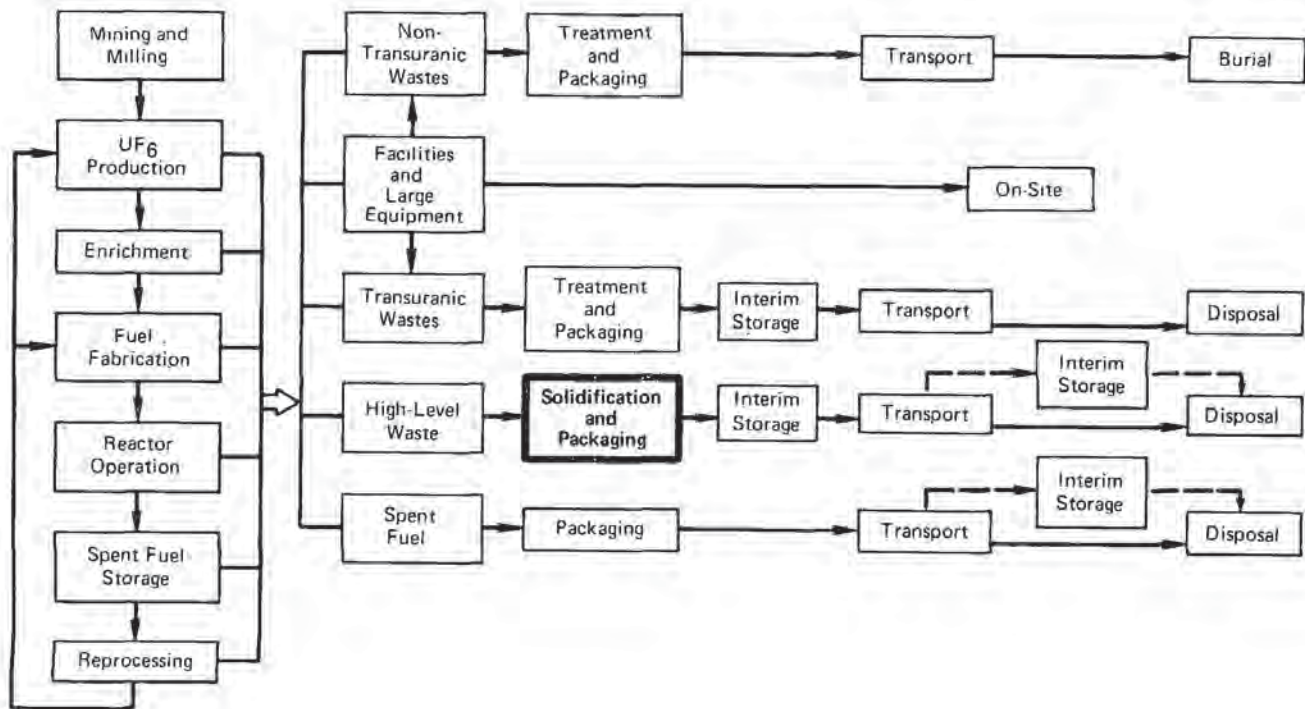 Mining and
Milling
UF6
Production
Enrichment
Fuel
Fabrication
Reactor
Operation
Spent Fuel
Storage
Reprocessing
Non-
Transuranic
Wastes
Treatment
and
Packaging
Transport
Burial
Facilities
and
Large
Equipment
On-Site
Transuranic
Wastes
Treatment
and
Packaging
Interim
Storage
Transport
Disposal
High-Level
Waste
Solidification
and
Packaging
Interim
Storage
Transport
Interim
Storage
Disposal
Spent
Fuel
Packaging
Transport
Interim
Storage
Disposal